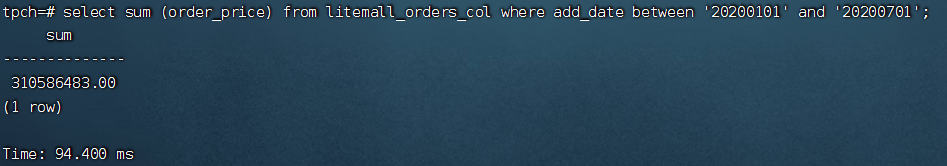 tpch=# select sum (order_price) from litemall_orders_col where add_date between '20200101' and '20200701';
sum
--------------
310586483.00
(1 row)
Time: 94.400 ms